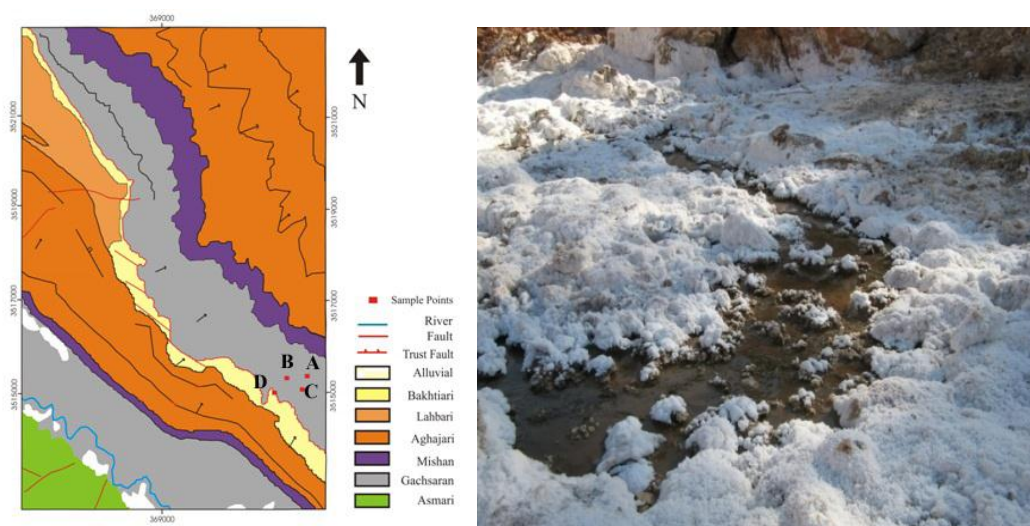 369000
3521000
3521000
N
3519000
3519000
3517000
3517000
Sample Points
River
Fault
Trust Fault
Alluvial
Bakhtiari
Lahbari
Aghajari
Mishan
Gachsaran
Asmari
B
A
D
C
3515000
3515000
369000